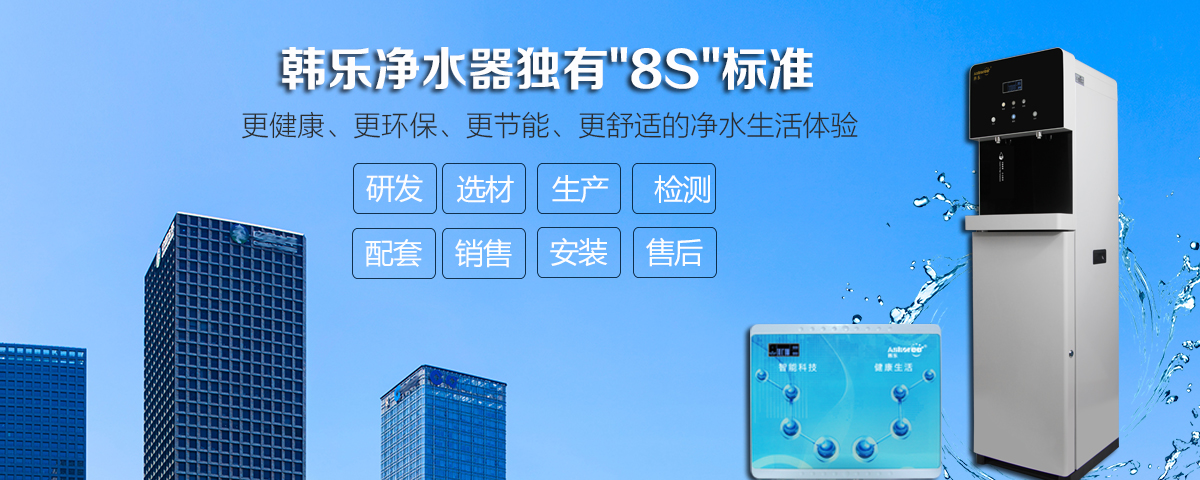 韩乐净水器独有"8S"标准
更健康、更环保、更节能、更舒适的净水生活体验
研发 选材 生产 检测
配套 销售 安装 售后
智能科技 健康生活